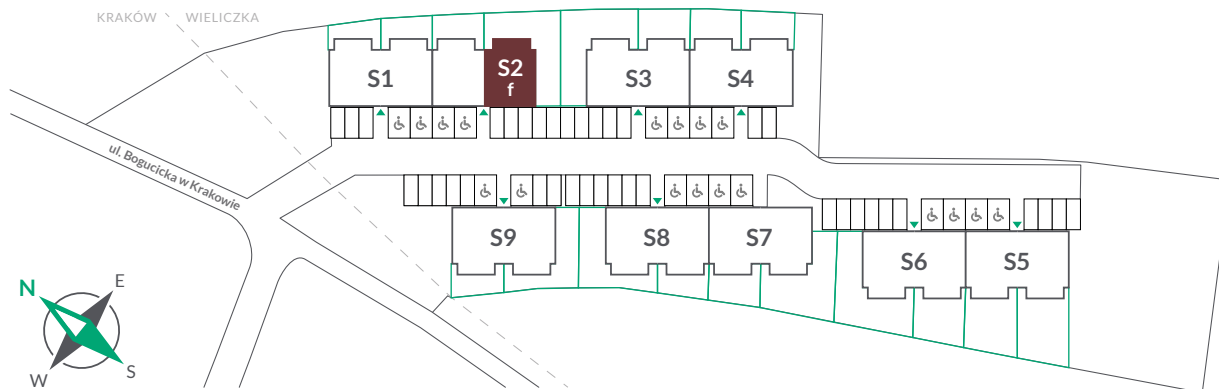 KRAKÓW WIELICZKA
S1
S2
f
S3
S4
ul. Bogucicka w Krakowie
S9
S8
S7
S6
S5
N
E
W
S